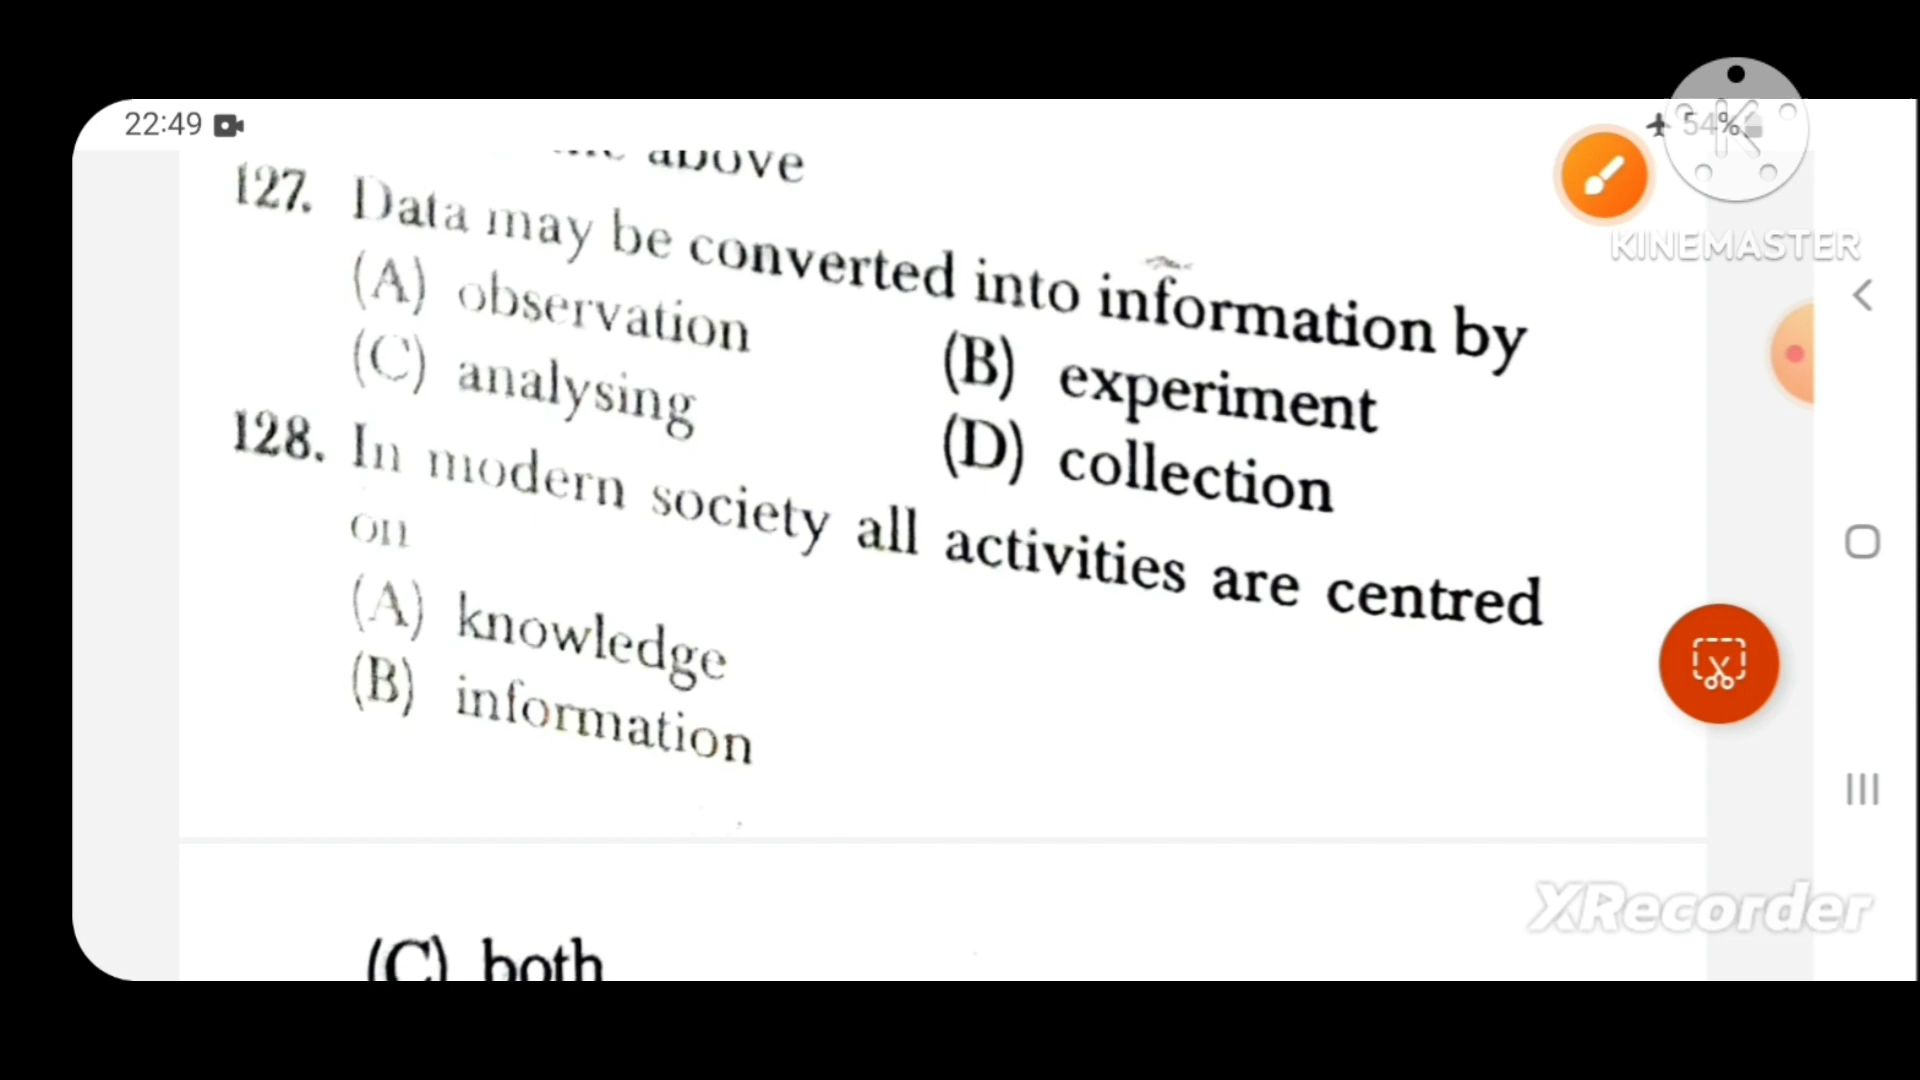 22:49
54%
above
KINEMASTER
127. Data may be converted into information by
(A) observation (B) experiment
(C) analysing (D) collection
128. In modern society all activities are centred
on
(A) knowledge
(B) information
(C) both
XRecorder